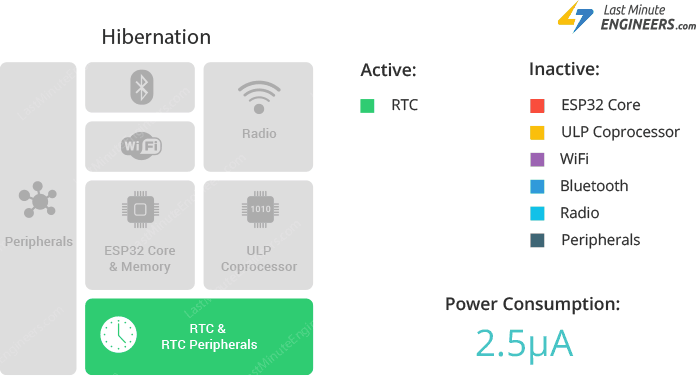 Last Minute
ENGINEERS.com
Hibernation
Active:
RTC
Inactive:
ESP32 Core
ULP Coprocessor
WiFi
Bluetooth
Radio
Peripherals
Peripherals
WiFi
Radio
ESP32 Core
& Memory
1010
ULP
Coprocessor
RTC &
RTC Peripherals
Power Consumption:
2.5µA